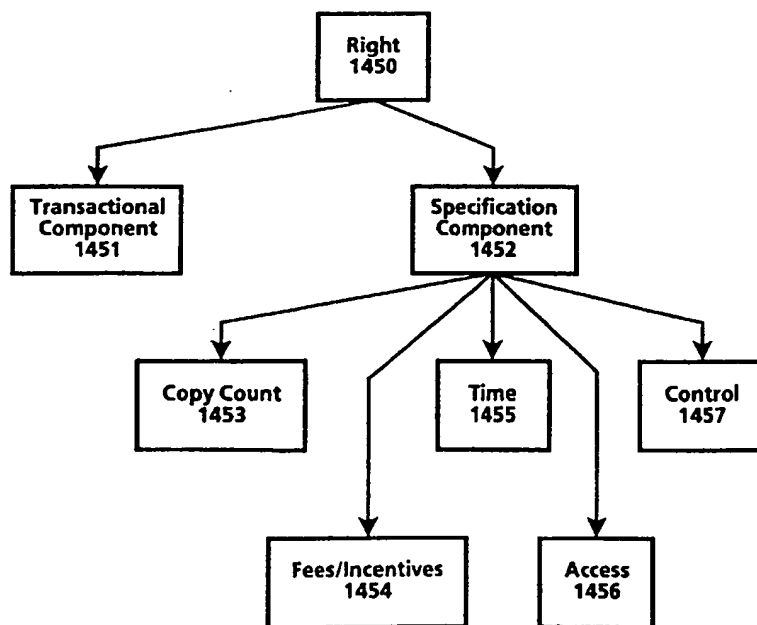 Right
1450
Transactional
Component
1451
Specification
Component
1452
Copy Count
1453
Time
1455
Control
1457
Fees/Incentives
1454
Access
1456